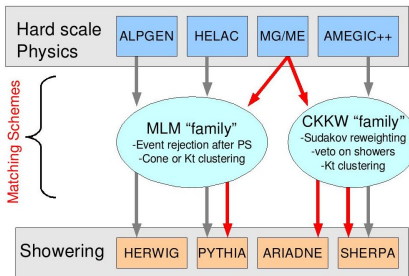 Hard scale
Physics
ALPGEN
HELAC
MG/ME
AMEGIC++
Matching Schemes
MLM "family"
-Event rejection after PS
-Cone or Kt clustering
CKKW "family"
-Sudakov reweighting
-veto on showers
-Kt clustering
Showering
HERWIG
PYTHIA
ARIADNE
SHERPA